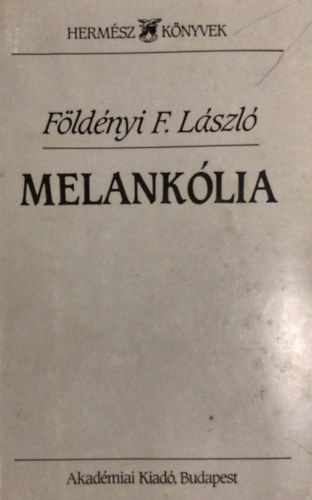 HERMÉSZ KÖNYVEK
Földényi F. László
MELANKÓLIA
Akadémiai Kiadó, Budapest